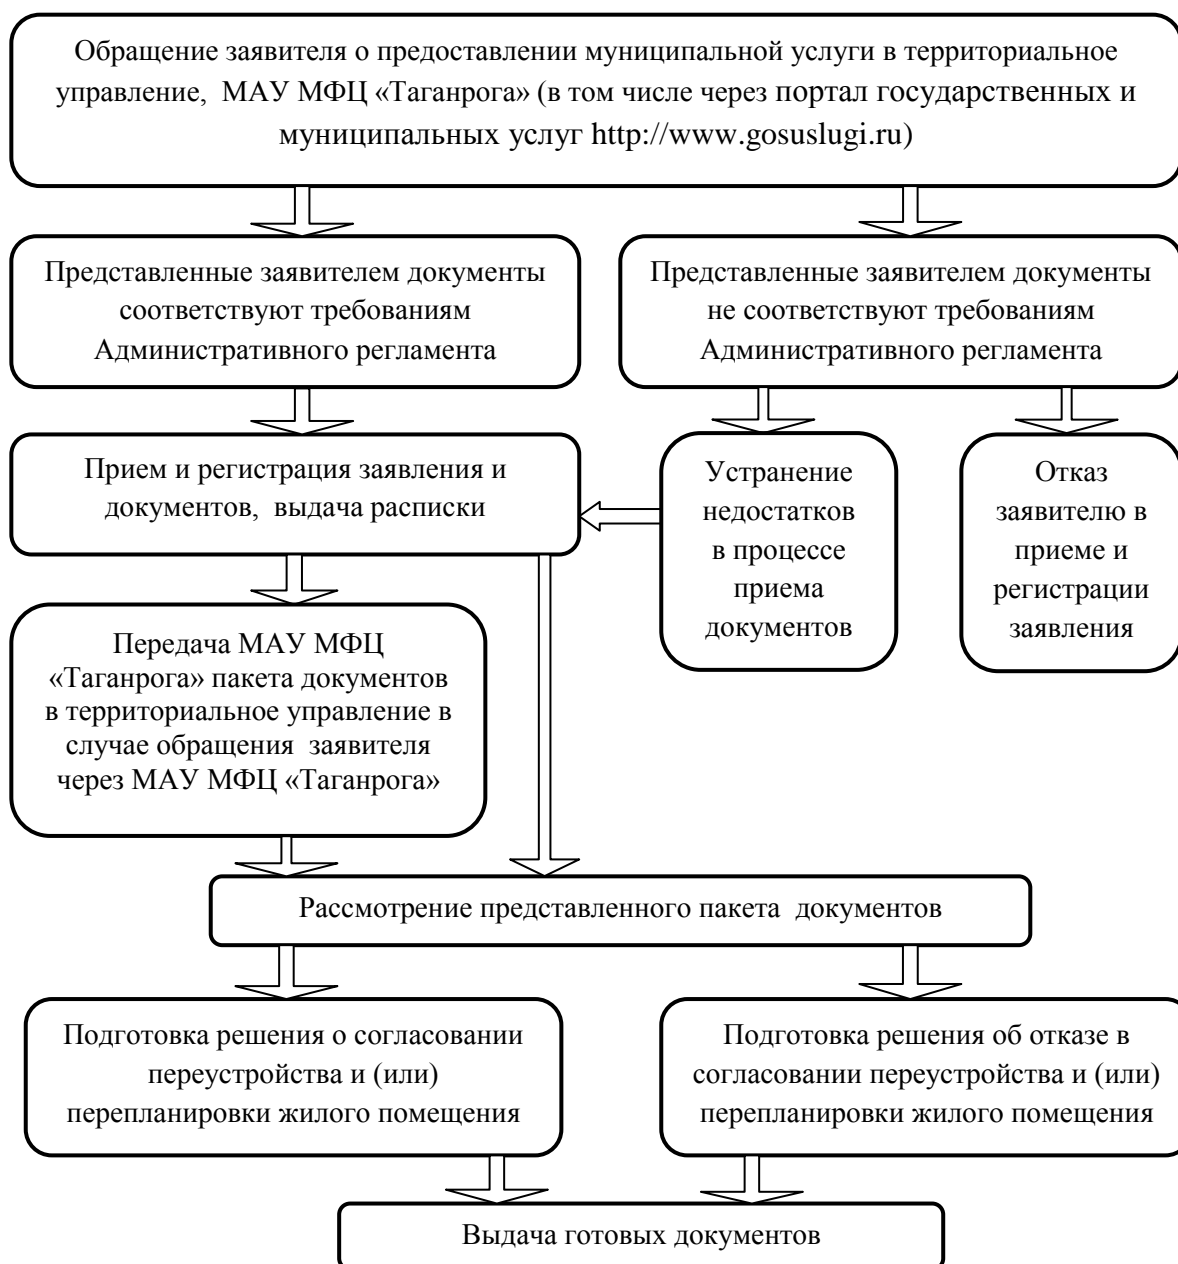 Обращение заявителя о предоставлении муниципальной услуги в территориальное
управление, МАУ МФЦ «Таганрога» (в том числе через портал государственных и
муниципальных услуг http://www.gosuslugi.ru)
Представленные заявителем документы
соответствуют требованиям
Административного регламента
Представленные заявителем документы
не соответствуют требованиям
Административного регламента
Прием и регистрация заявления и
документов, выдача расписки
Устранение
недостатков
в процессе
приема
документов
Отказ
заявителю в
приеме и
регистрации
заявления
Передача МАУ МФЦ
«Таганрога» пакета документов
в территориальное управление в
случае обращения заявителя
через МАУ МФЦ «Таганрога»
Рассмотрение представленного пакета документов
Подготовка решения о согласовании
переустройства и (или)
перепланировки жилого помещения
Подготовка решения об отказе в
согласовании переустройства и (или)
перепланировки жилого помещения
Выдача готовых документов